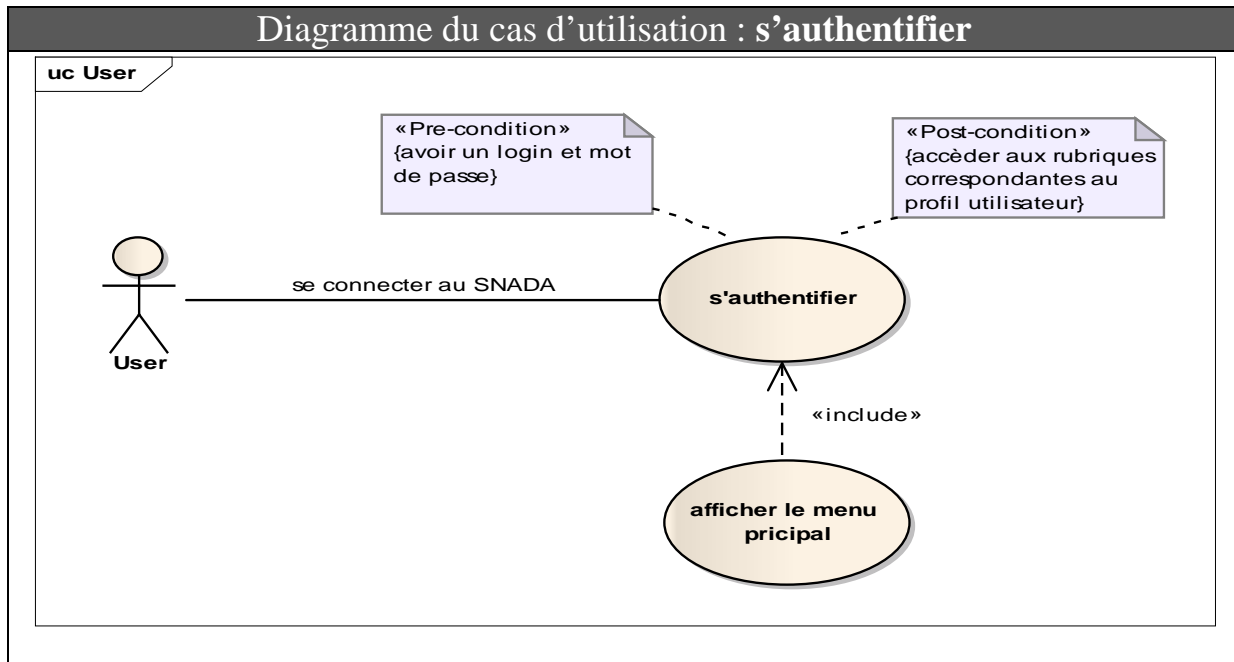 Diagramme du cas d’utilisation : s’authentifier
uc User
«Pre-condition»
{avoir un login et mot
de passe}
«Post-condition»
{accèder aux rubriques
correspondantes au
profil utilisateur}
se connecter au SNADA
s'authentifier
User
«include»
afficher le menu
pricipal